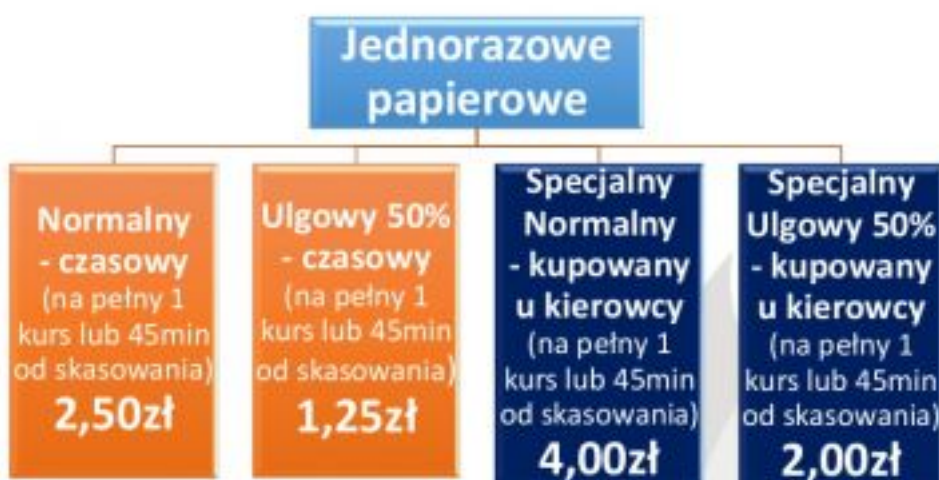 Jednorazowe
papierowe
Normalny
- czasowy
(na pełny 1
kurs lub 45min
od skasowania)
2,50zł
Ulgowy 50%
- czasowy
(na pełny 1
kurs lub 45min
od skasowania)
1,25zł
Specjalny
Normalny
- kupowany
u kierowcy
(na pełny 1
kurs lub 45min
od skasowania)
4,00zł
Specjalny
Ulgowy 50%
- kupowany
u kierowcy
(na pełny 1
kurs lub 45min
od skasowania)
2,00zł